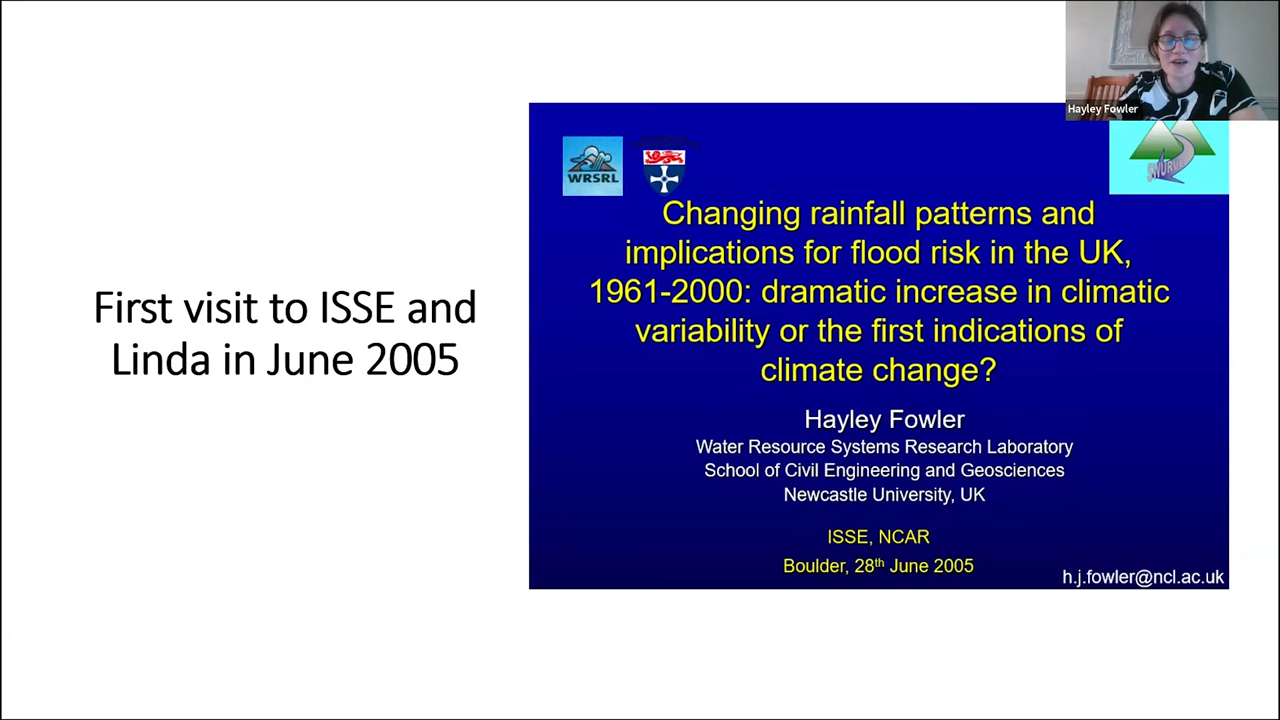 Hayley Fowler
First visit to ISSE and
Linda in June 2005
WRSRL
Changing rainfall patterns and
implications for flood risk in the UK,
1961-2000: dramatic increase in climatic
variability or the first indications of
climate change?
Hayley Fowler
Water Resource Systems Research Laboratory
School of Civil Engineering and Geosciences
Newcastle University, UK
ISSE, NCAR
Boulder, 28th June 2005
h.j.fowler@ncl.ac.uk